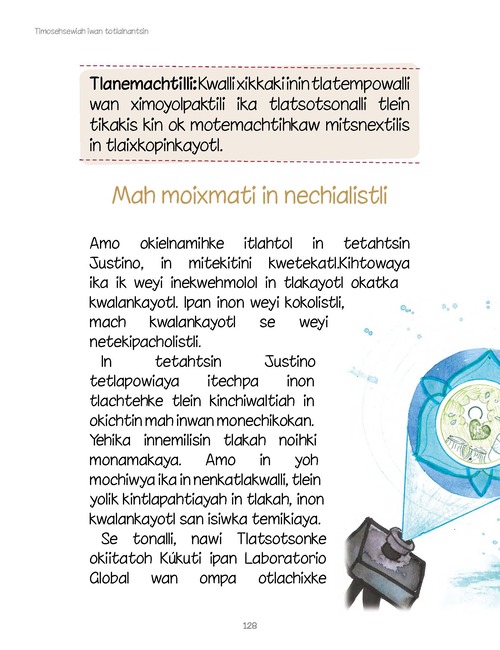 Timosehsewiah iwan totlalnantsin
Tlanemachtilli: Kwalli xikkaki inin tlatempowalli
wan ximoyolpaktili ika tlatsotsonalli tlein
tikakis kin ok motemachtihkaw mitsnextilis
in tlaixkopinkayotl.
Mah moixmati in nechialistli
Amo okielnamihke itlahtol in tetahtsin
Justino, in mitekitini kwetekatl.Kihtowaya
ika ik weyi inekwehmolol in tlakayotl okatka
kwalankayotl. Ipan inon weyi kokolistli,
mach kwalankayotl se weyi
netekipacholistli.
In tetahtsin Justino
tetlapowiaya itechpa inon
tlachtehke tlein kinchiwaltiah in
okichtin mah inwan monechikokan.
Yehika innemilisin tlakah noihki
monamakaya. Amo in yoh
mochiwya ika in nenkatlakwalli, tlein
yolik kintlapahtiayah in tlakah, inon
kwalankayotl san isiwka temikiaya.
Se tonalli, nawi Tlatsotsonke
okiitatoh Kúkuti ipan Laboratorio
Global wan ompa otlachixke
128